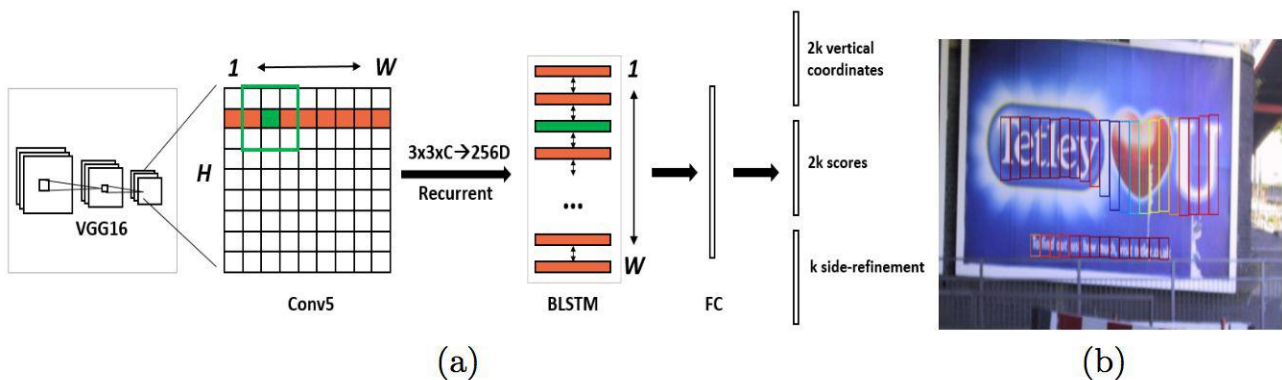 1
W
H
VGG16
Conv5
3x3xC→256D
Recurrent
1
...
W
BLSTM
FC
2k vertical
coordinates
2k scores
k side-refinement
Tetley
U
(a)
(b)